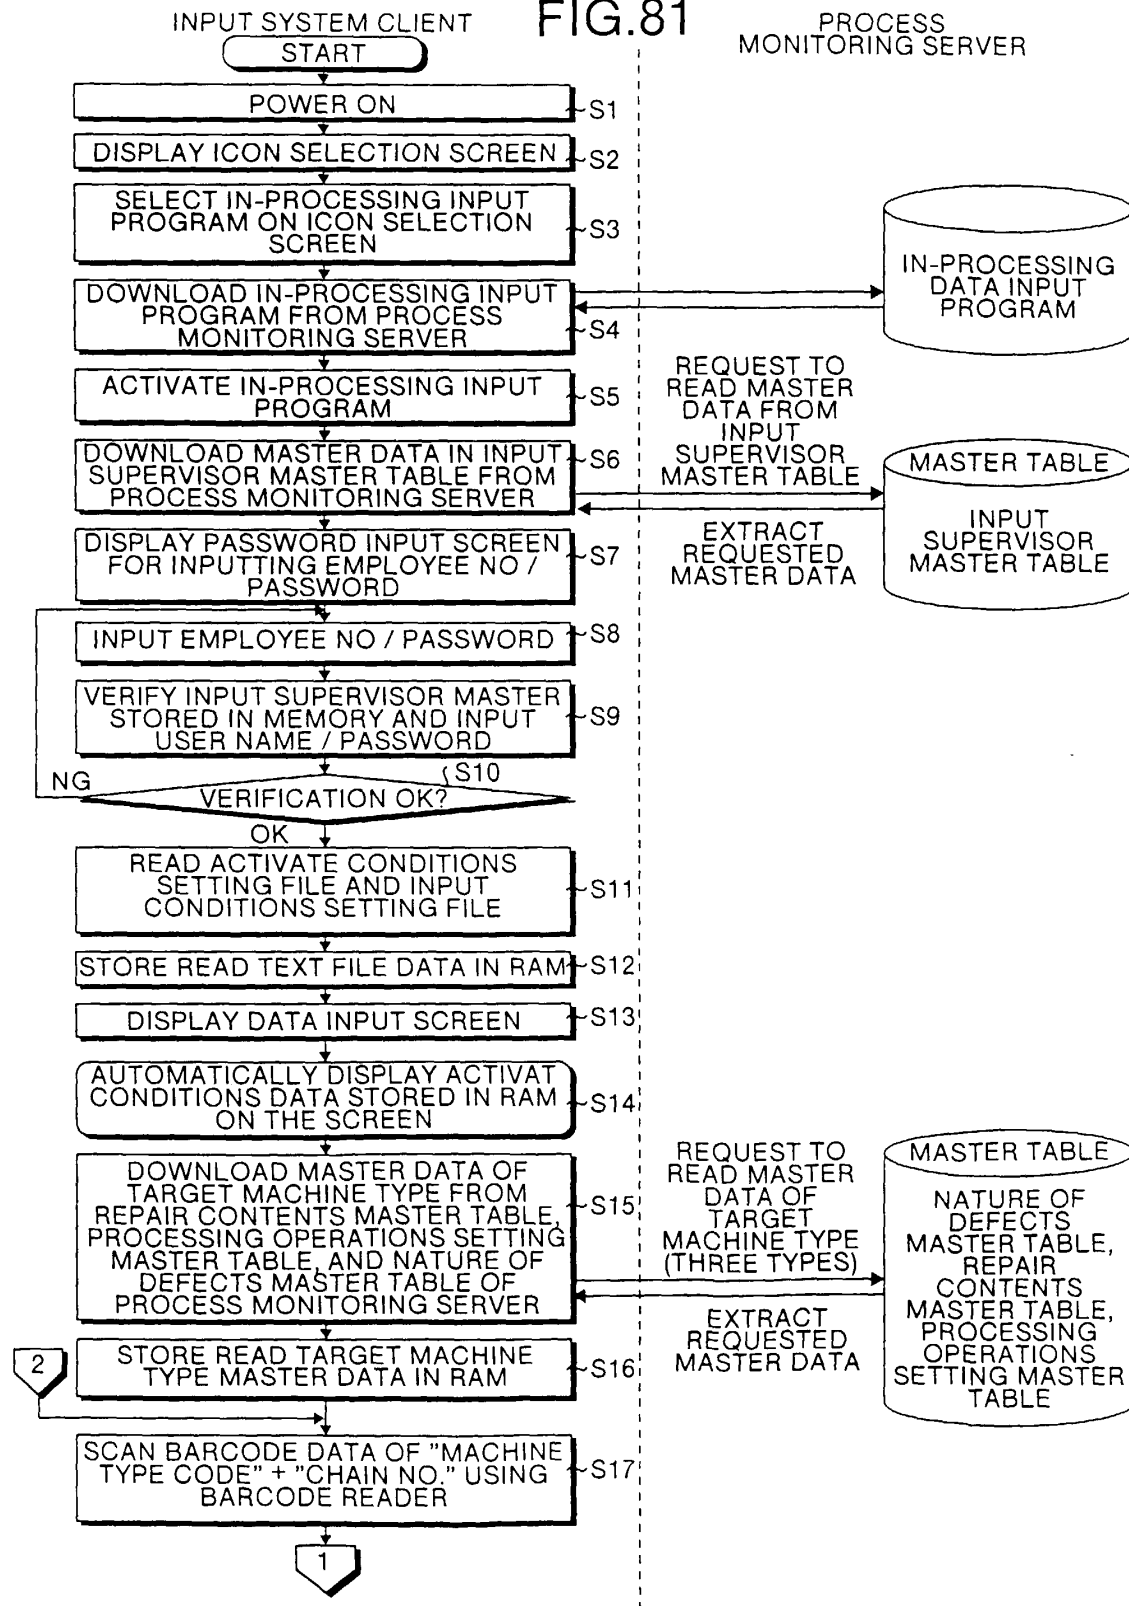 FIG.81
INPUT SYSTEM CLIENT
PROCESS
MONITORING SERVER
START
POWER ON
S1
DISPLAY ICON SELECTION SCREEN
S2
SELECT IN-PROCESSING INPUT
PROGRAM ON ICON SELECTION
SCREEN
S3
DOWNLOAD IN-PROCESSING INPUT
PROGRAM FROM PROCESS
MONITORING SERVER
S4
IN-PROCESSING
DATA INPUT
PROGRAM
ACTIVATE IN-PROCESSING INPUT
PROGRAM
S5
REQUEST TO
READ MASTER
DATA FROM
INPUT
SUPERVISOR
MASTER TABLE
DOWNLOAD MASTER DATA IN INPUT
SUPERVISOR MASTER TABLE FROM
PROCESS MONITORING SERVER
S6
MASTER TABLE
INPUT
SUPERVISOR
MASTER TABLE
EXTRACT
REQUESTED
MASTER DATA
DISPLAY PASSWORD INPUT SCREEN
FOR INPUTTING EMPLOYEE NO /
PASSWORD
S7
INPUT EMPLOYEE NO / PASSWORD
S8
VERIFY INPUT SUPERVISOR MASTER
STORED IN MEMORY AND INPUT
USER NAME / PASSWORD
S9
S10
NG
VERIFICATION OK?
OK
READ ACTIVATE CONDITIONS
SETTING FILE AND INPUT
CONDITIONS SETTING FILE
S11
STORE READ TEXT FILE DATA IN RAM
S12
DISPLAY DATA INPUT SCREEN
S13
AUTOMATICALLY DISPLAY ACTIVAT
CONDITIONS DATA STORED IN RAM
ON THE SCREEN
S14
DOWNLOAD MASTER DATA OF
TARGET MACHINE TYPE FROM
REPAIR CONTENTS MASTER TABLE,
PROCESSING OPERATIONS SETTING
MASTER TABLE, AND NATURE OF
DEFECTS MASTER TABLE OF
PROCESS MONITORING SERVER
S15
REQUEST TO
READ MASTER
DATA OF
TARGET
MACHINE TYPE
(THREE TYPES)
EXTRACT
REQUESTED
MASTER DATA
MASTER TABLE
NATURE OF
DEFECTS
MASTER TABLE,
REPAIR
CONTENTS
MASTER TABLE,
PROCESSING
OPERATIONS
SETTING MASTER
TABLE
2
STORE READ TARGET MACHINE
TYPE MASTER DATA IN RAM
S16
SCAN BARCODE DATA OF "MACHINE
TYPE CODE" + "CHAIN NO." USING
BARCODE READER
S17
1